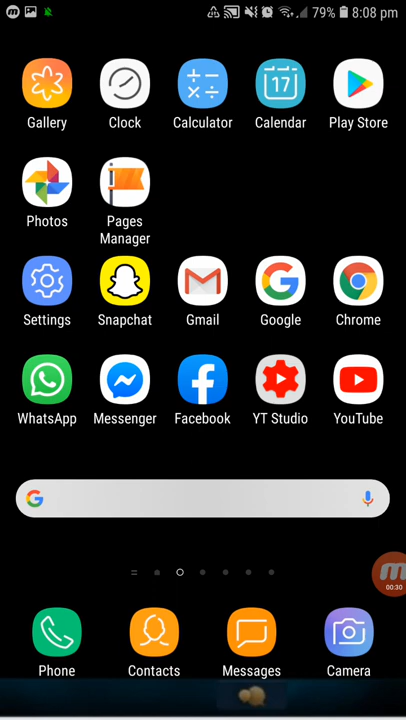 79% 8:08 pm
17
Gallery Clock Calculator Calendar Play Store
Photos Pages
Manager
Settings Snapchat Gmail Google Chrome
WhatsApp Messenger Facebook YT Studio YouTube
00:30
Phone Contacts Messages Camera